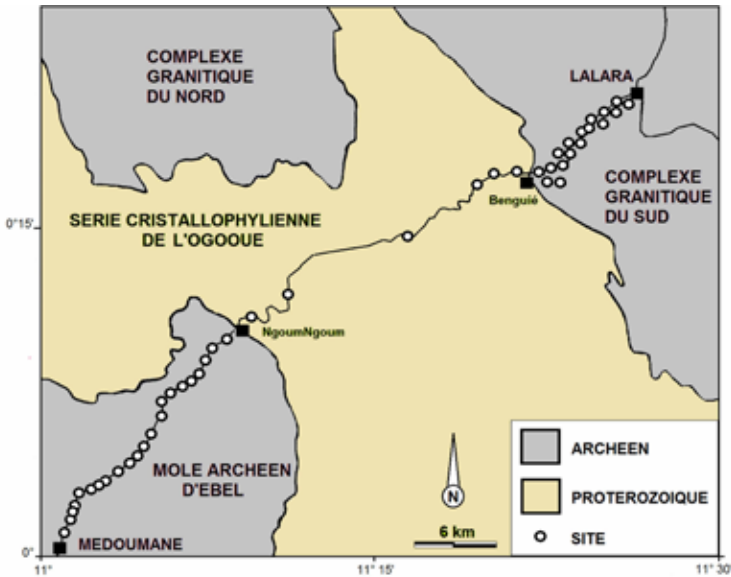 COMPLEXE
GRANITIQUE
DU NORD
LALARA
COMPLEXE
GRANITIQUE
DU SUD
Benguié
0°15'
SERIE CRISTALLOPHYLIENNE
DE L'OGOOUE
NgoumNgoum
MOLE ARCHEEN
D'EBEL
MEDOUMANE
N
6 km
ARCHEEN
PROTEROZOIQUE
SITE
0°
11°
11° 15'
11° 30'